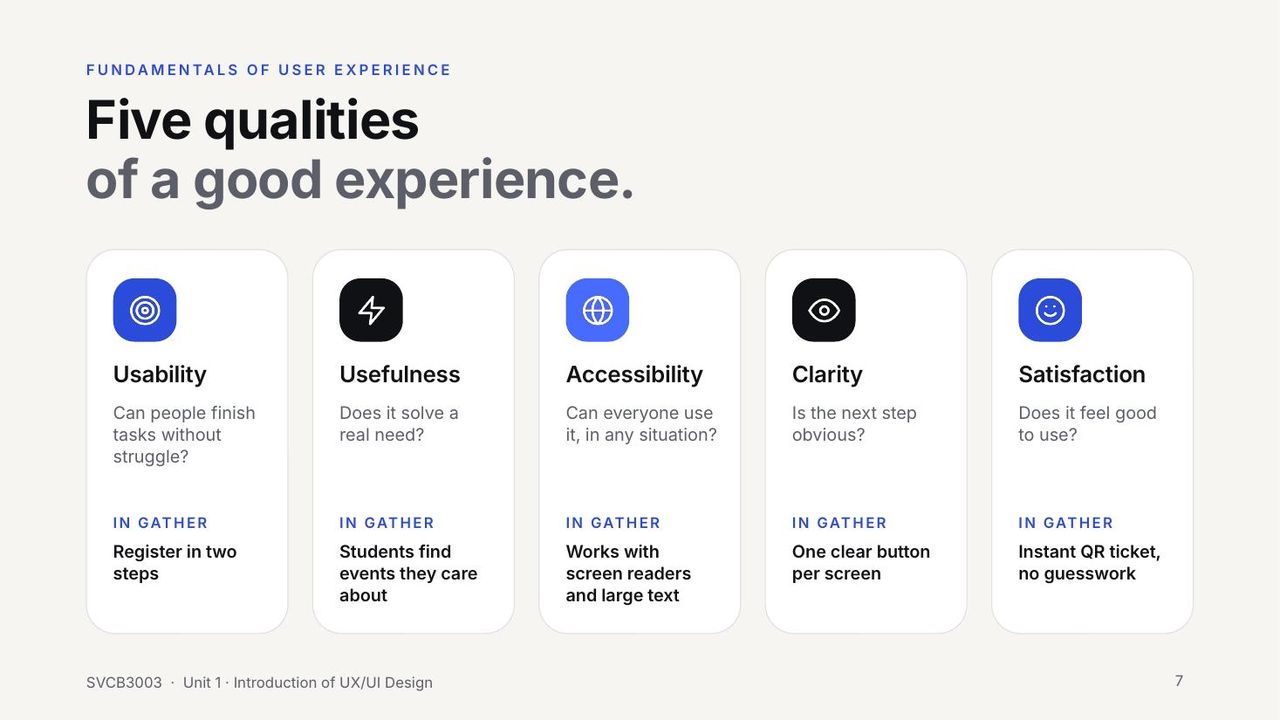 FUNDAMENTALS OF USER EXPERIENCE
Five qualities
of a good experience.
Usability
Can people finish
tasks without
struggle?
IN GATHER
Register in two
steps
Usefulness
Does it solve a
real need?
IN GATHER
Students find
events they care
about
Accessibility
Can everyone use
it, in any situation?
IN GATHER
Works with
screen readers
and large text
Clarity
Is the next step
obvious?
IN GATHER
One clear button
per screen
Satisfaction
Does it feel good
to use?
IN GATHER
Instant QR ticket,
no guesswork
SVCB3003 · Unit 1 · Introduction of UX/UI Design
7